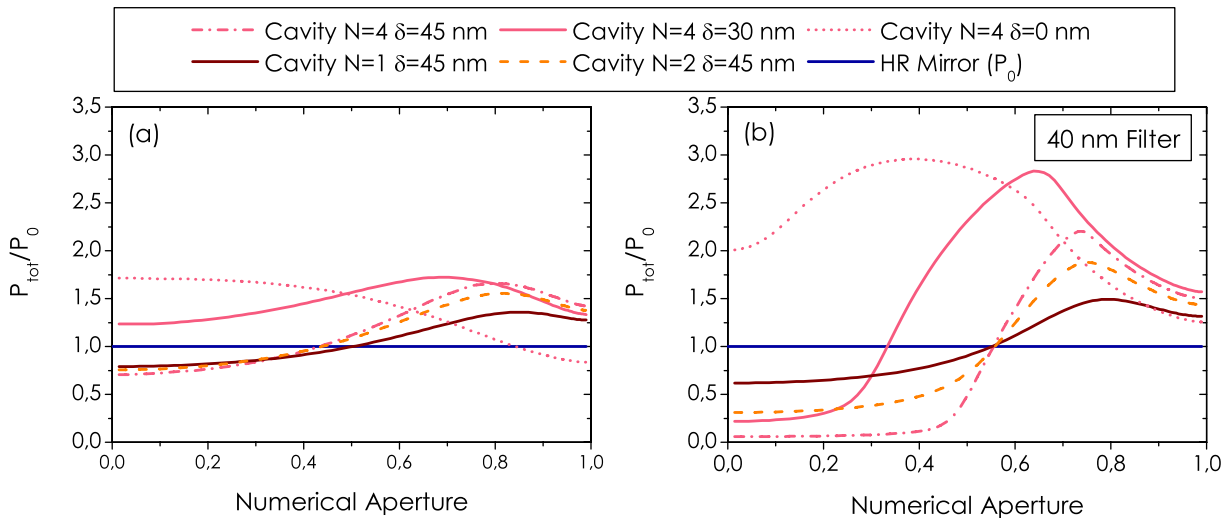 Cavity N=4 δ=45 nm Cavity N=4 δ=30 nm Cavity N=4 δ=0 nm
Cavity N=1 δ=45 nm Cavity N=2 δ=45 nm HR Mirror (P0)
(a)
3,5
3,0
2,5
2,0
1,5
1,0
0,5
0,0
Ptot/P0
0,0 0,2 0,4 0,6 0,8 1,0
Numerical Aperture
(b)
40 nm Filter
3,5
3,0
2,5
2,0
1,5
1,0
0,5
0,0
Ptot/P0
0,0 0,2 0,4 0,6 0,8 1,0
Numerical Aperture